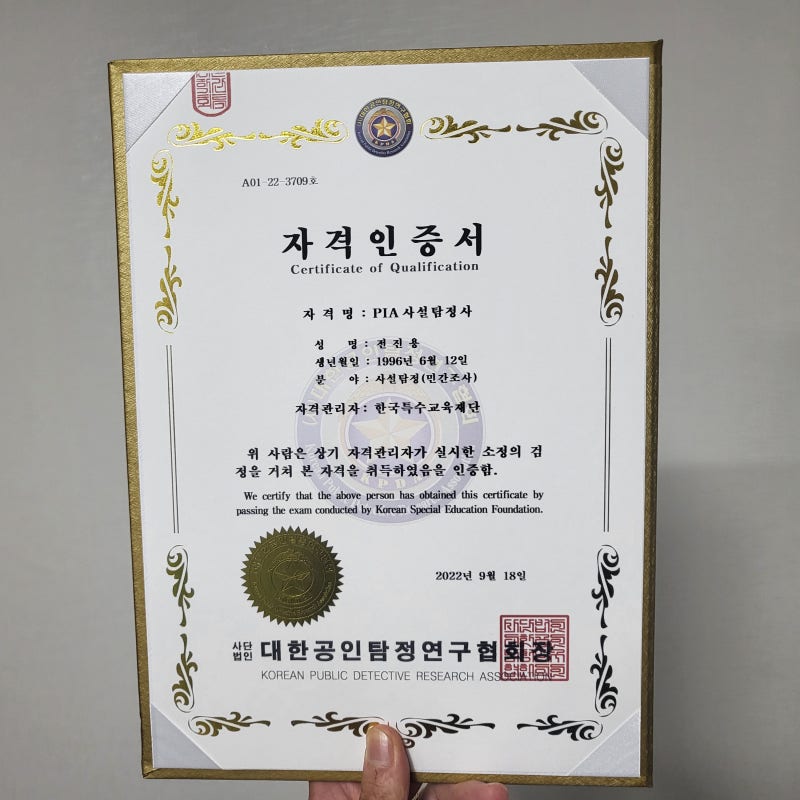 A01-22-3709호
자격인증서
Certificate of Qualification
자 격 명 : PIA 사설탐정사
성 명 : 전진용
생년월일 : 1996년 6월 12일
분 야 : 사설탐정(민간조사)
자격관리자 : 한국특수교육재단
위 사람은 상기 자격관리자가 실시한 소정의 검
정을 거쳐 본 자격을 취득하였음을 인증함.
We certify that the above person has obtained this certificate by
passing the exam conducted by Korean Special Education Foundation.
2022년 9월 18일
사단법인 대한공인탐정연구협회장
KOREAN PUBLIC DETECTIVE RESEARCH ASSOCIATION